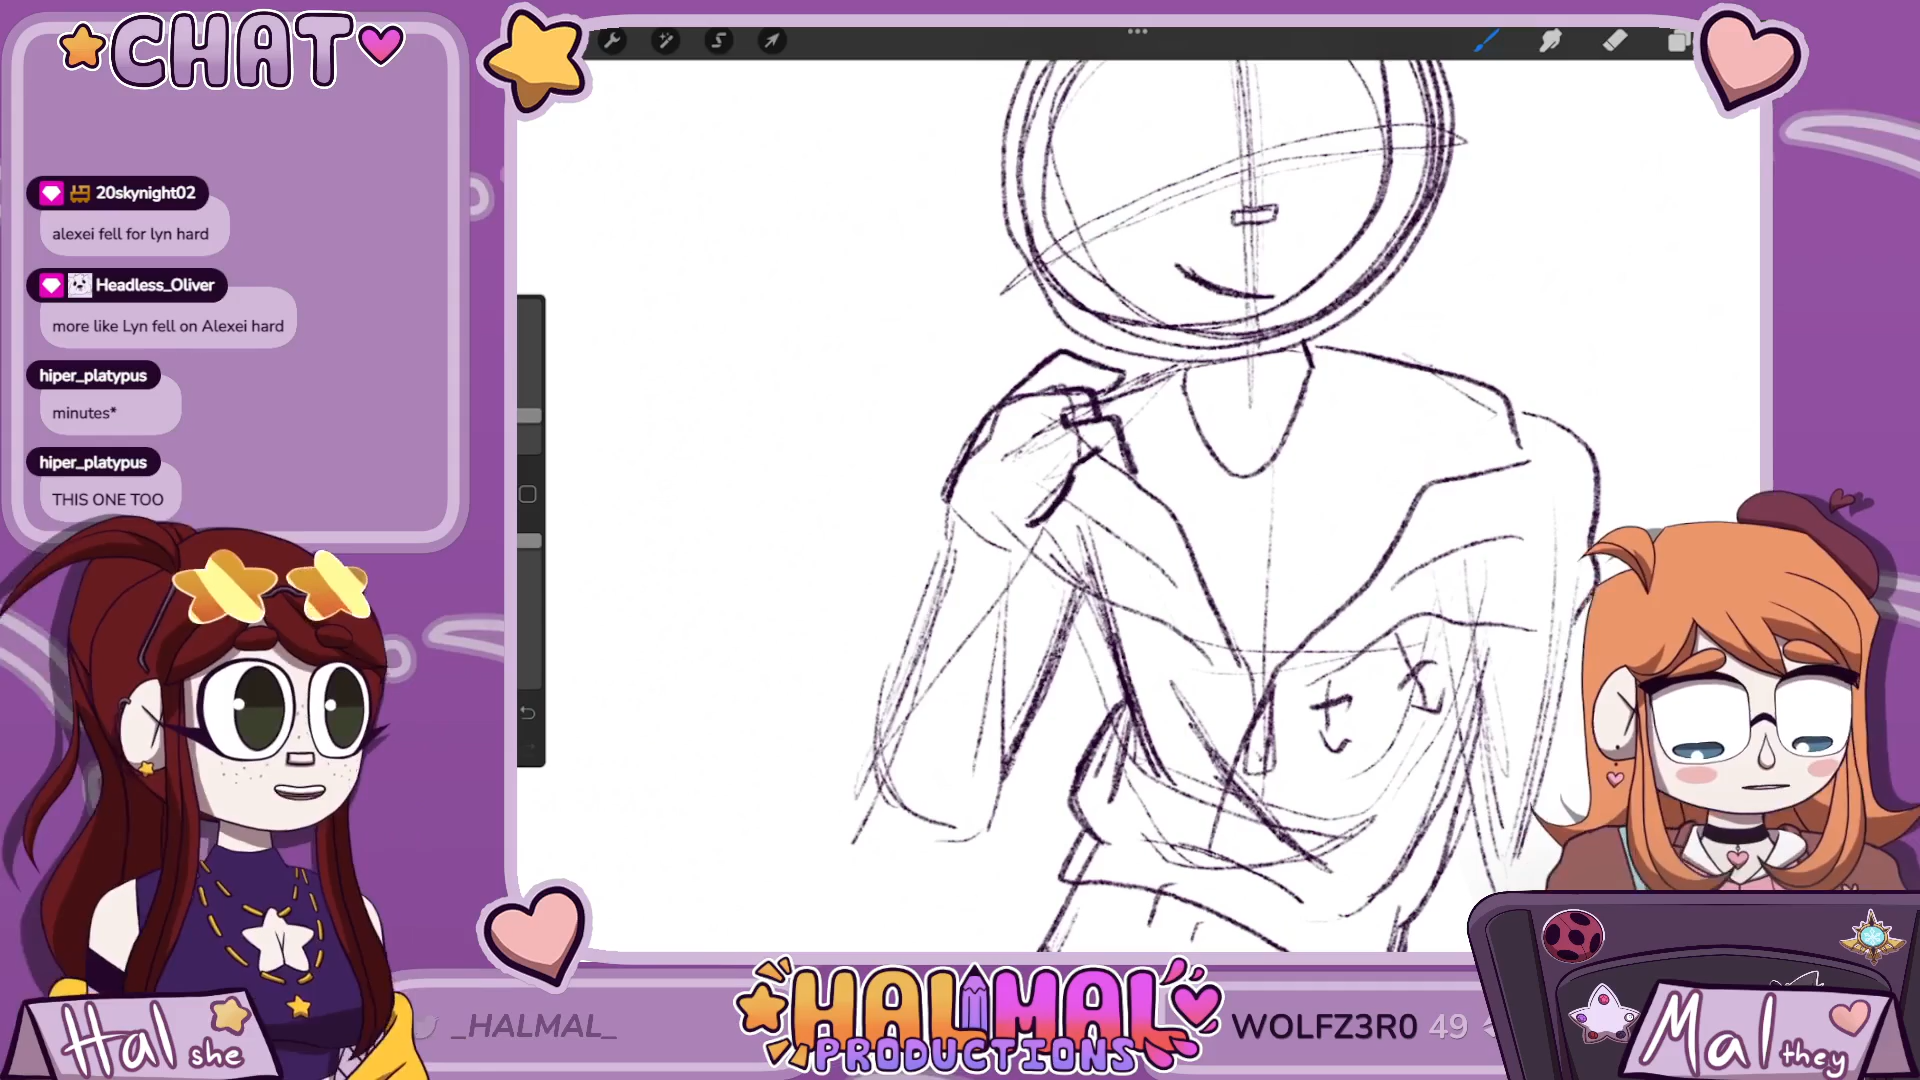 CHAT
20skynight02
alexei fell for lyn hard
Headless_Oliver
more like Lyn fell on Alexei hard
hiper_platypus
minutes*
hiper_platypus
THIS ONE TOO
Hal she
_HALMAL_
HALMAL
PRODUCTIONS
WOLFZ3R0 49
Mal they